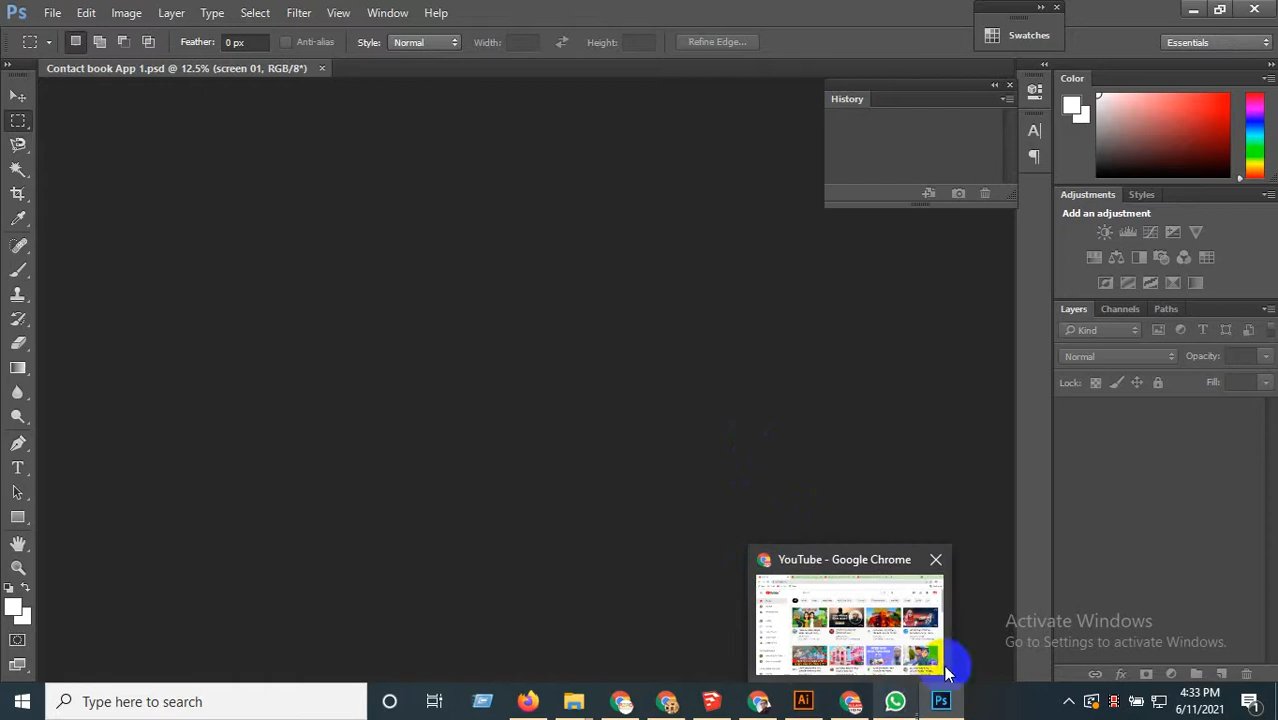 Ps File Edit Image Layer Type Select Filter View Window Help
Swatches
Feather: 0 px Anti-alias Style: Normal Width: Height: Refine Edge... Essentials
Contact book App 1.psd @ 12.5% (screen 01, RGB/8*)
History
Color
Adjustments Styles
Add an adjustment
Layers Channels Paths
Kind
Normal Opacity:
Lock: Fill:
YouTube - Google Chrome
Activate Windows
Go to Settings to activate Windows.
Type here to search
Ai
Ps
4:33 PM
6/11/2021